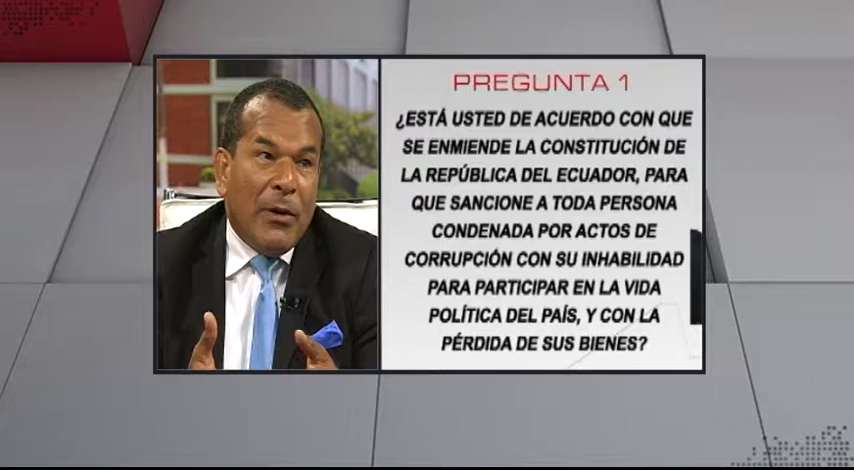 PREGUNTA 1
¿ESTÁ USTED DE ACUERDO CON QUE
SE ENMIENDE LA CONSTITUCIÓN DE
LA REPÚBLICA DEL ECUADOR, PARA
QUE SANCIONE A TODA PERSONA
CONDENADA POR ACTOS DE
CORRUPCIÓN CON SU INHABILIDAD
PARA PARTICIPAR EN LA VIDA
POLÍTICA DEL PAÍS, Y CON LA
PÉRDIDA DE SUS BIENES?